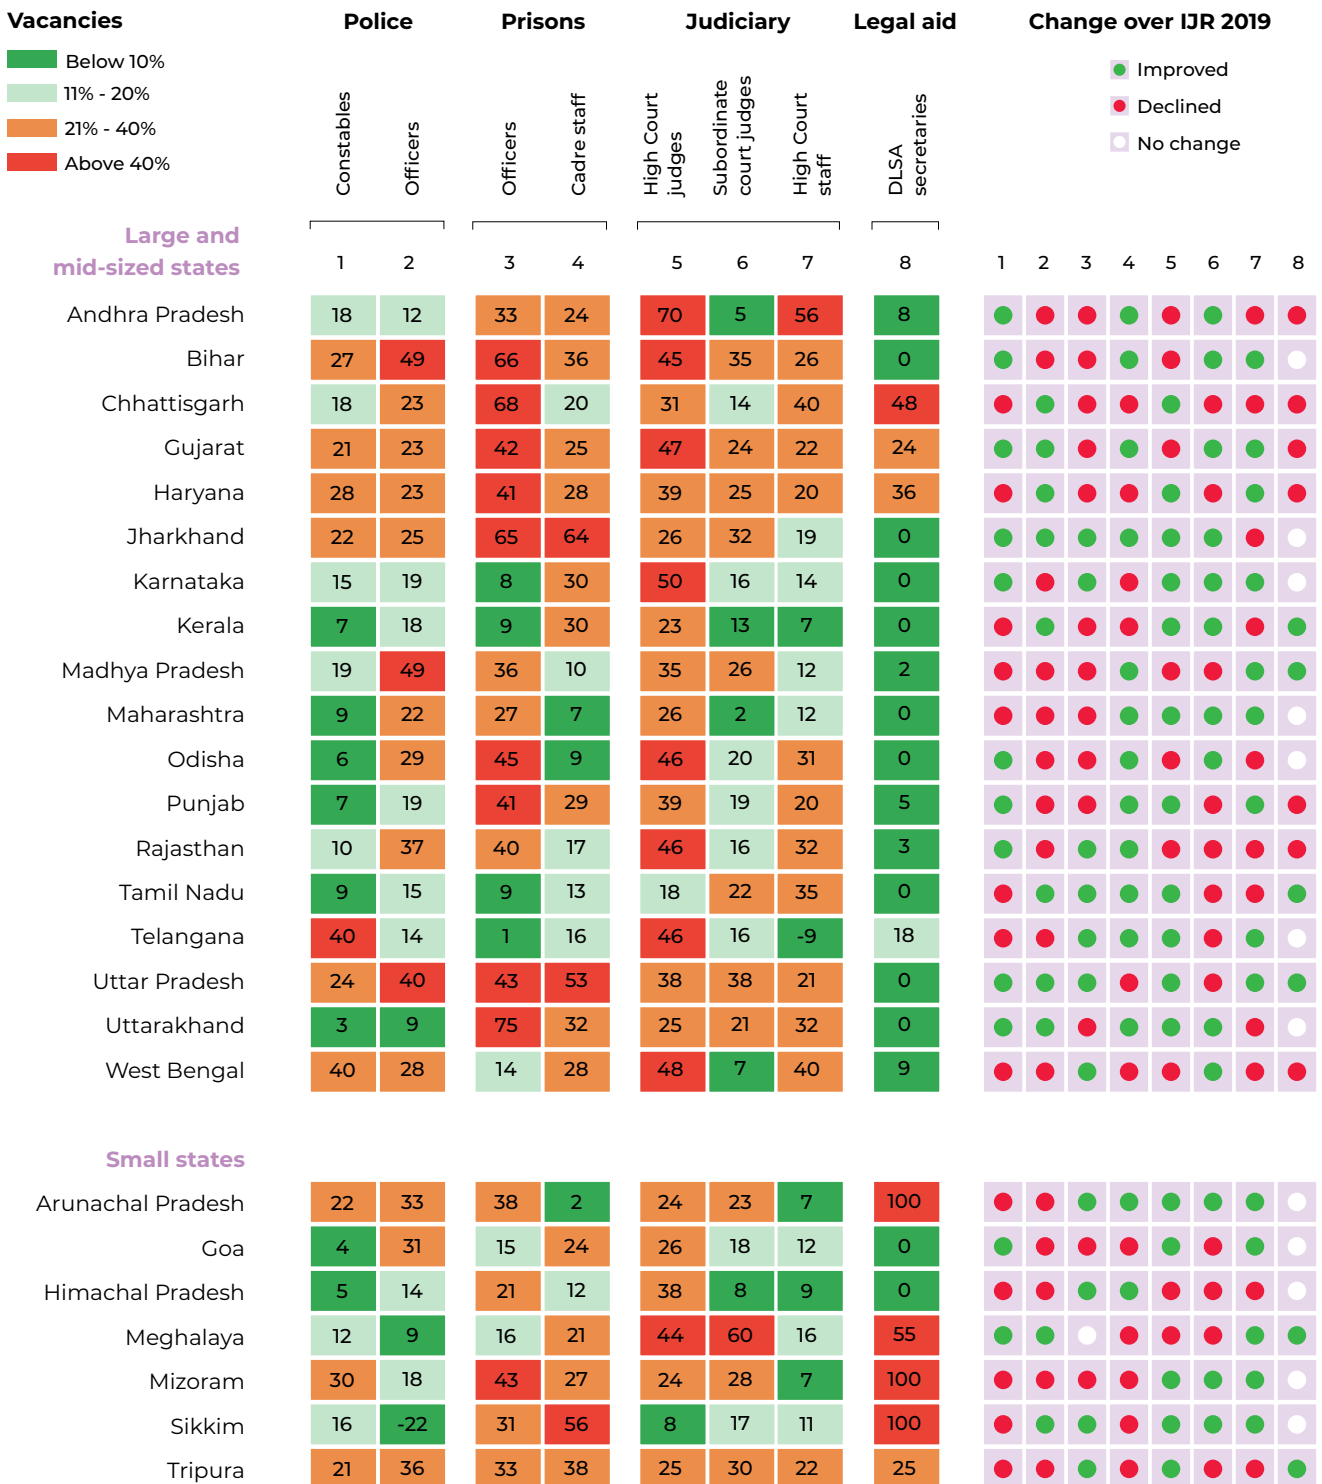 Vacancies Police Prisons Judiciary Legal aid Change over IJR 2019
Below 10%
11% - 20%
21% - 40%
Above 40%
Improved
Declined
No change
Constables
Officers
Officers
Cadre staff
High Court judges
Subordinate court judges
High Court staff
DLSA secretaries
Large and
mid-sized states 1 2 3 4 5 6 7 8 1 2 3 4 5 6 7 8
Andhra Pradesh 18 12 33 24 70 5 56 8
Bihar 27 49 66 36 45 35 26 0
Chhattisgarh 18 23 68 20 31 14 40 48
Gujarat 21 23 42 25 47 24 22 24
Haryana 28 23 41 28 39 25 20 36
Jharkhand 22 25 65 64 26 32 19 0
Karnataka 15 19 8 30 50 16 14 0
Kerala 7 18 9 30 23 13 7 0
Madhya Pradesh 19 49 36 10 35 26 12 2
Maharashtra 9 22 27 7 26 2 12 0
Odisha 6 29 45 9 46 20 31 0
Punjab 7 19 41 29 39 19 20 5
Rajasthan 10 37 40 17 46 16 32 3
Tamil Nadu 9 15 9 13 18 22 35 0
Telangana 40 14 1 16 46 16 -9 18
Uttar Pradesh 24 40 43 53 38 38 21 0
Uttarakhand 3 9 75 32 25 21 32 0
West Bengal 40 28 14 28 48 7 40 9
Small states
Arunachal Pradesh 22 33 38 2 24 23 7 100
Goa 4 31 15 24 26 18 12 0
Himachal Pradesh 5 14 21 12 38 8 9 0
Meghalaya 12 9 16 21 44 60 16 55
Mizoram 30 18 43 27 24 28 7 100
Sikkim 16 -22 31 56 8 17 11 100
Tripura 21 36 33 38 25 30 22 25